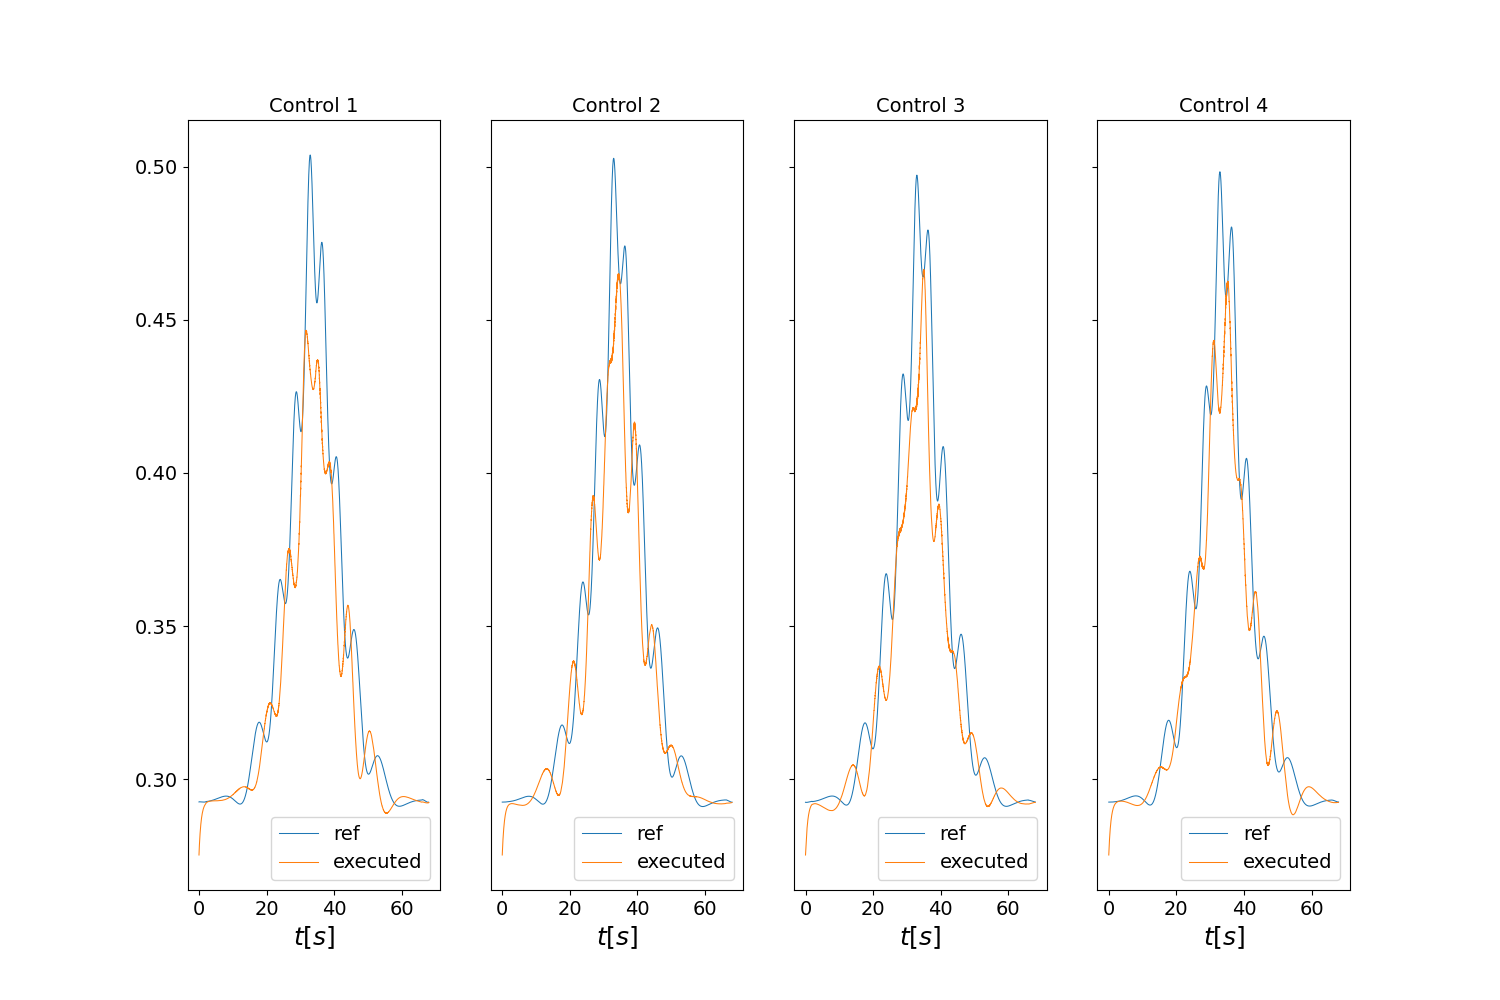 Control 1 Control 2 Control 3 Control 4
0.50
0.45
0.40
0.35
0.30
ref ref ref ref
executed executed executed executed
0 20 40 60 0 20 40 60 0 20 40 60 0 20 40 60
t[s] t[s] t[s] t[s]